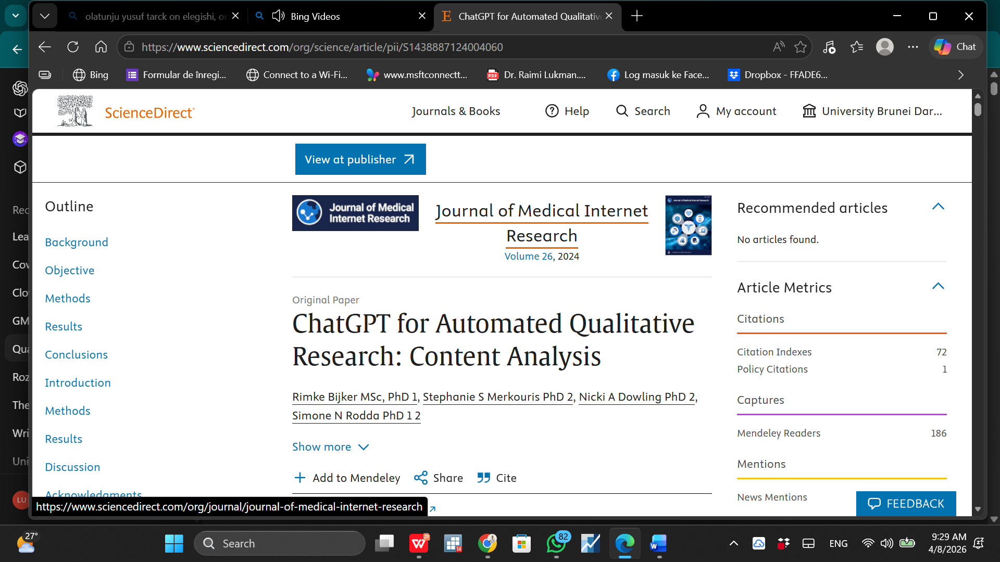 olatunju yusuf tarck on elegishi, or
Bing Videos
ChatGPT for Automated Qualitativ
https://www.sciencedirect.com/org/science/article/pii/S1438887124004060
Chat
Bing
Formular de înregi...
Connect to a Wi-Fi...
www.msftconnectt...
Dr. Raimi Lukman....
Log masuk ke Face...
Dropbox - FFADE6...
ScienceDirect
Journals & Books
Help
Search
My account
University Brunei Dar...
View at publisher
Outline
Background
Objective
Methods
Results
Conclusions
Introduction
Methods
Results
Discussion
Acknowledgments
Journal of Medical
Internet Research
Journal of Medical Internet
Research
Volume 26, 2024
Original Paper
ChatGPT for Automated Qualitative
Research: Content Analysis
Rimke Bijker MSc, PhD 1, Stephanie S Merkouris PhD 2, Nicki A Dowling PhD 2,
Simone N Rodda PhD 1 2
Show more
Add to Mendeley
Share
Cite
Recommended articles
No articles found.
Article Metrics
Citations
Citation Indexes 72
Policy Citations 1
Captures
Mendeley Readers 186
Mentions
News Mentions
FEEDBACK
https://www.sciencedirect.com/org/journal/journal-of-medical-internet-research
Rec
Lea
Cov
Clo
GM
Qua
Roz
The
Wri
Uni
LU
27°
Search
14
82
ENG
9:29 AM
4/8/2026